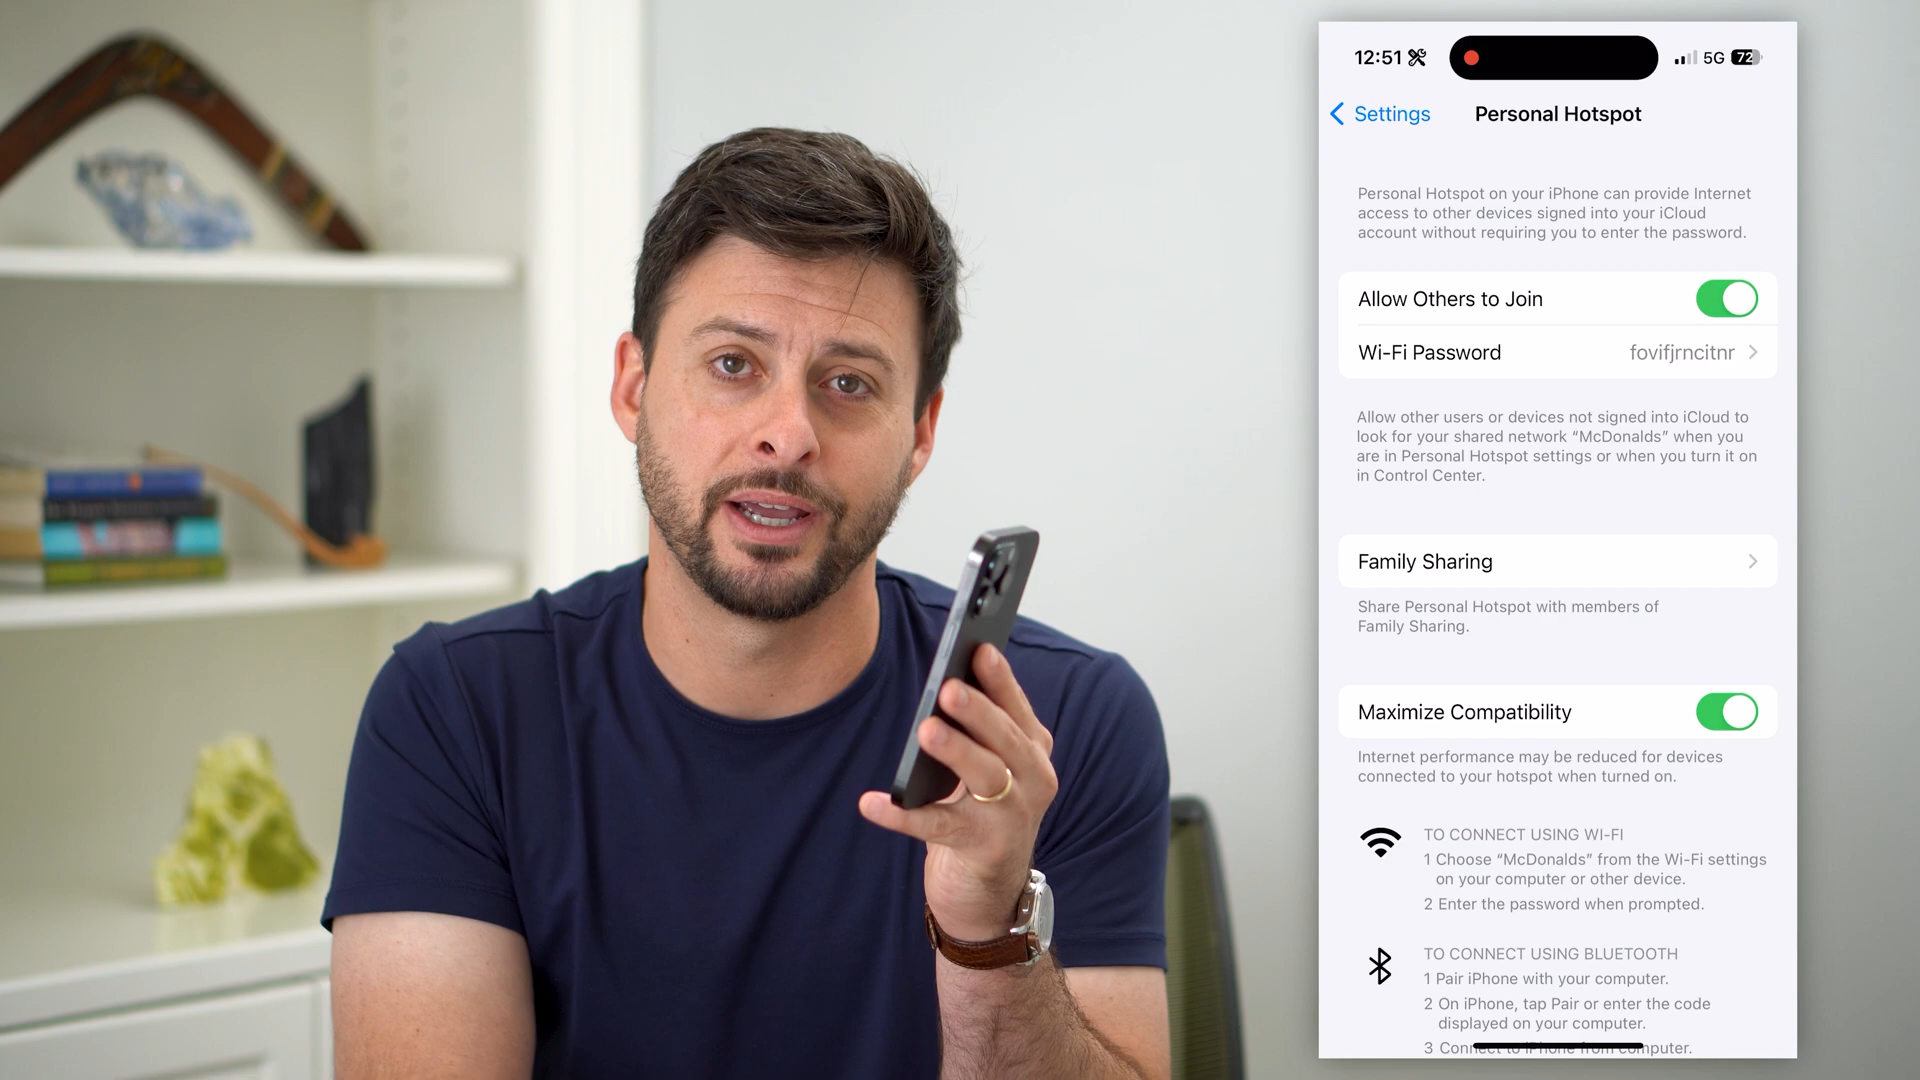 12:51
5G 72
Settings
Personal Hotspot
Personal Hotspot on your iPhone can provide Internet
access to other devices signed into your iCloud
account without requiring you to enter the password.
Allow Others to Join
Wi-Fi Password fovifjrncitnr
Allow other users or devices not signed into iCloud to
look for your shared network “McDonalds” when you
are in Personal Hotspot settings or when you turn it on
in Control Center.
Family Sharing
Share Personal Hotspot with members of
Family Sharing.
Maximize Compatibility
Internet performance may be reduced for devices
connected to your hotspot when turned on.
TO CONNECT USING WI-FI
1 Choose “McDonalds” from the Wi-Fi settings
on your computer or other device.
2 Enter the password when prompted.
TO CONNECT USING BLUETOOTH
1 Pair iPhone with your computer.
2 On iPhone, tap Pair or enter the code
displayed on your computer.
3 Connect to iPhone from computer.